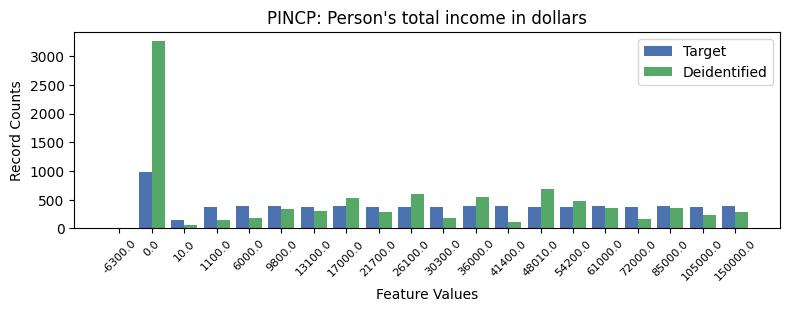 PINCP: Person's total income in dollars
Target
Deidentified
Record Counts
3000
2500
2000
1500
1000
500
0
-6300.0 0.0 10.0 1100.0 6000.0 9800.0 13100.0 17000.0 21700.0 26100.0 30300.0 36000.0 41400.0 48010.0 54200.0 61000.0 72000.0 85000.0 105000.0 150000.0
Feature Values